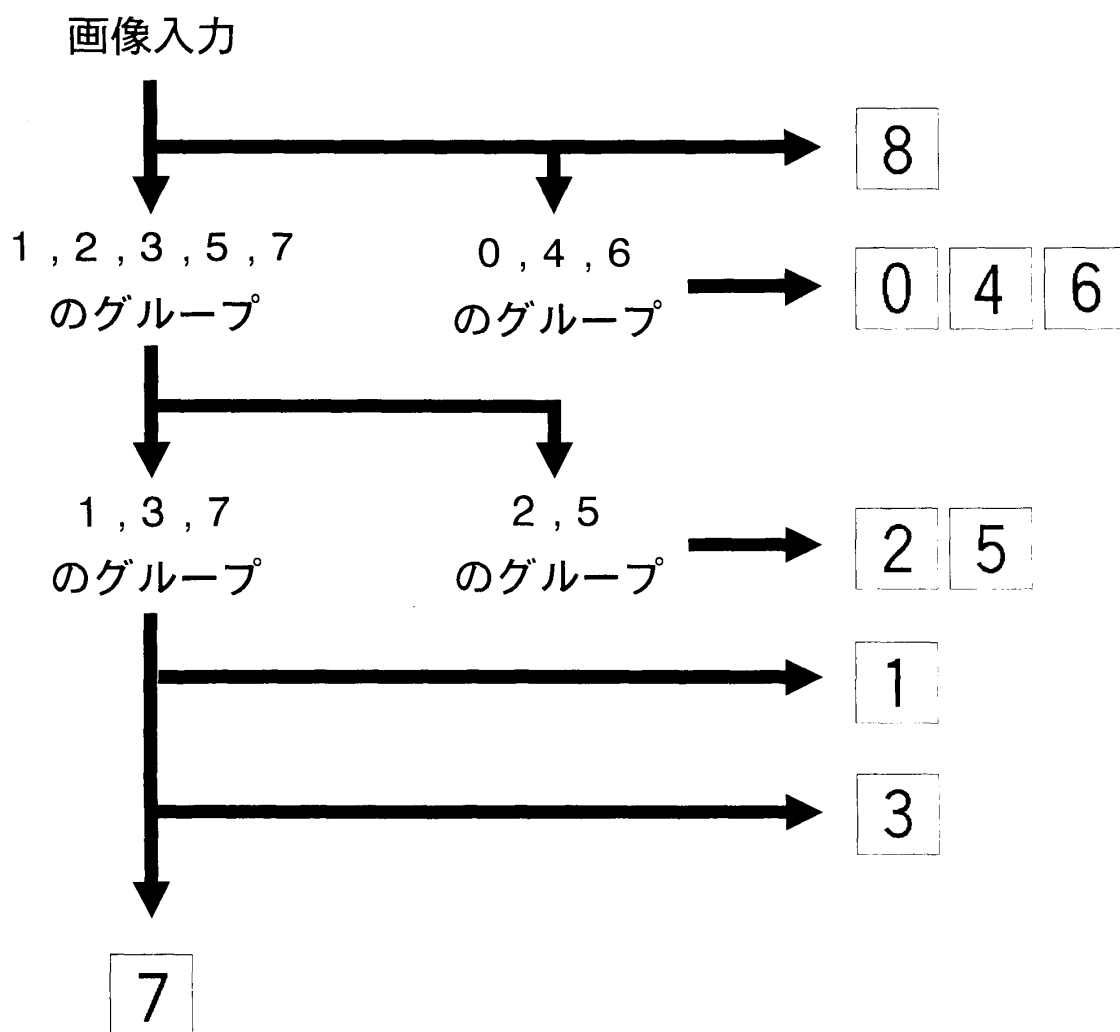 画像入力
8
1 , 2 , 3 , 5 , 7
のグループ
0 , 4 , 6
のグループ
0 4 6
1 , 3 , 7
のグループ
2 , 5
のグループ
2 5
1
3
7